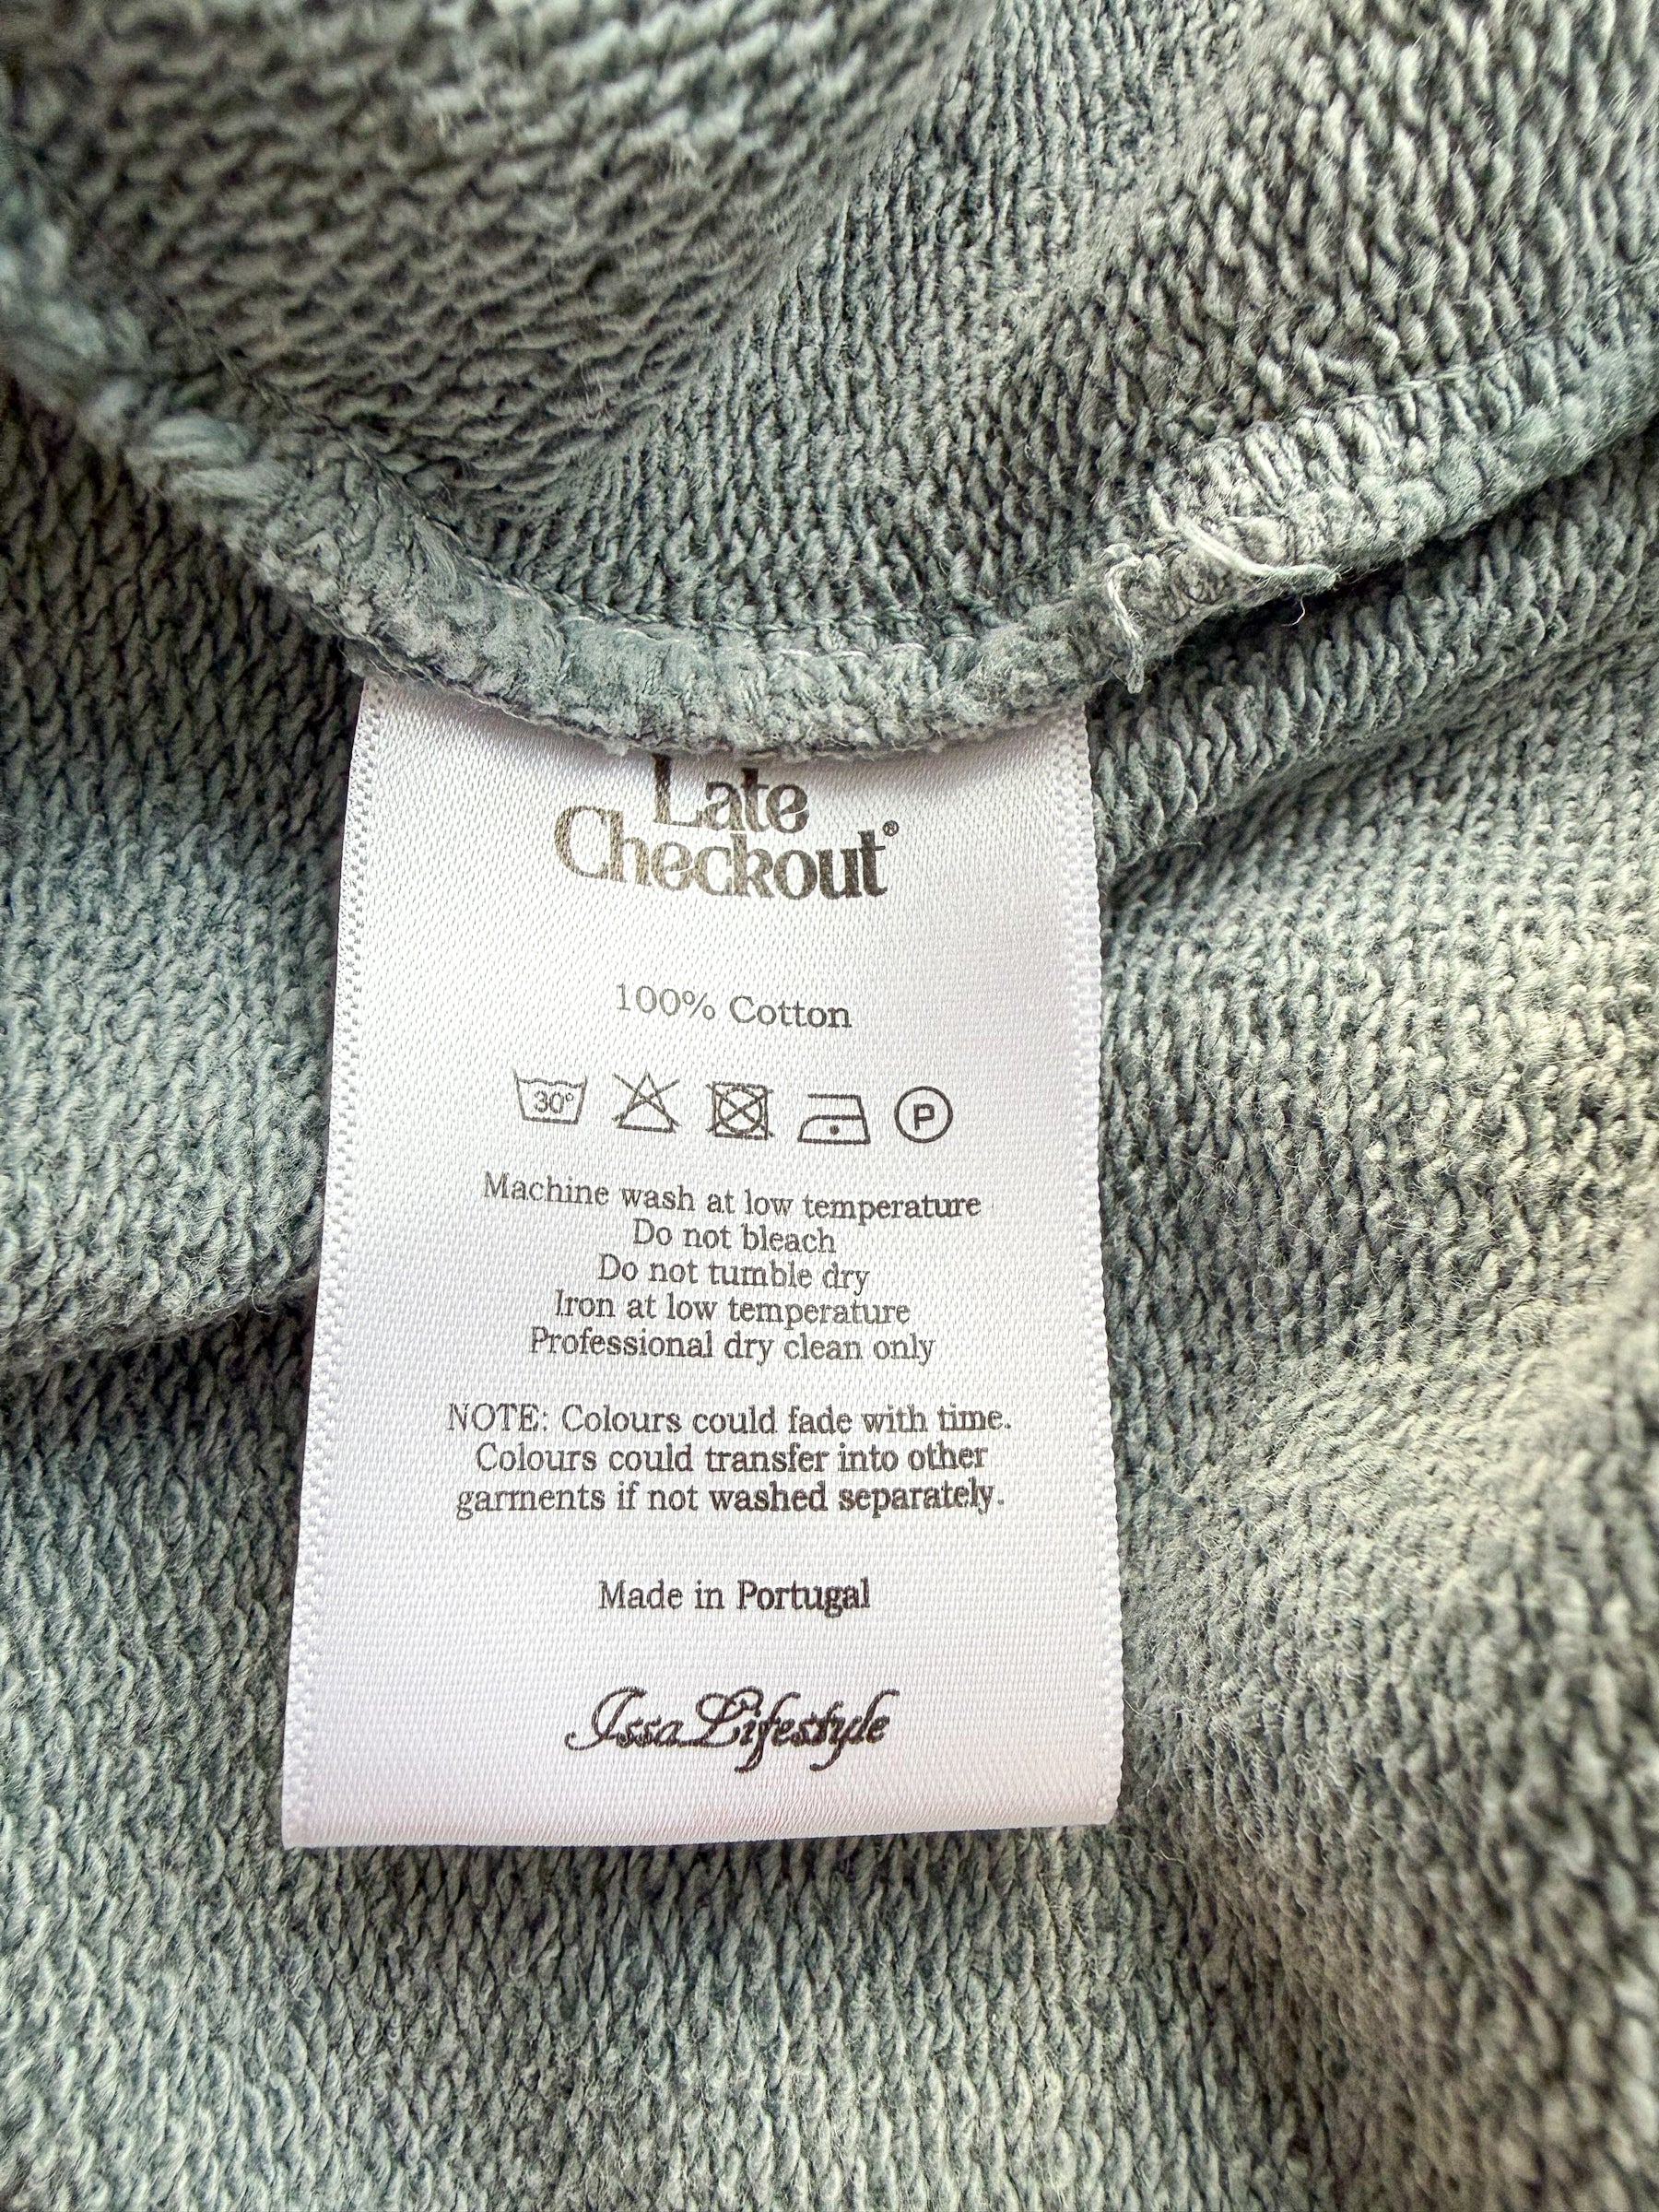 Late
Checkout®
100% Cotton
30°
P
Machine wash at low temperature
Do not bleach
Do not tumble dry
Iron at low temperature
Professional dry clean only
NOTE: Colours could fade with time.
Colours could transfer into other
garments if not washed separately.
Made in Portugal
Issa Lifestyle